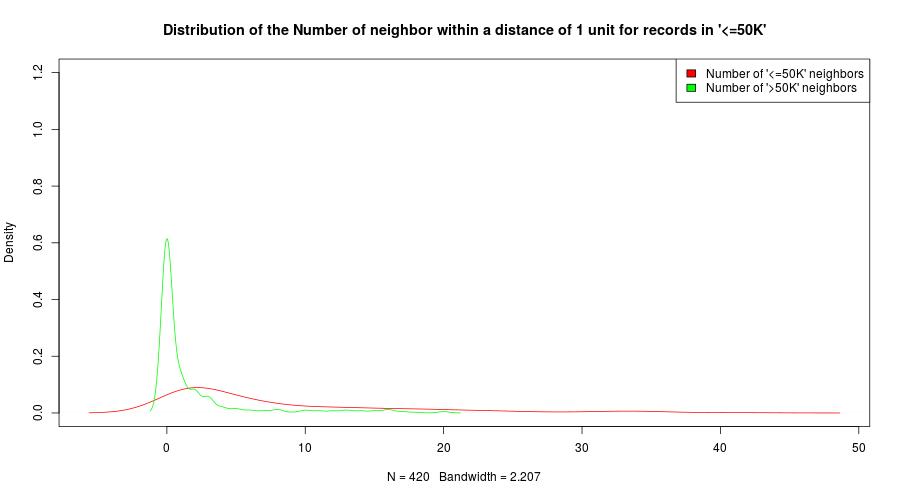 Distribution of the Number of neighbor within a distance of 1 unit for records in '<=50K'
Number of '<=50K' neighbors
Number of '>50K' neighbors
Density
1.2
1.0
0.8
0.6
0.4
0.2
0.0
0 10 20 30 40 50
N = 420 Bandwidth = 2.207